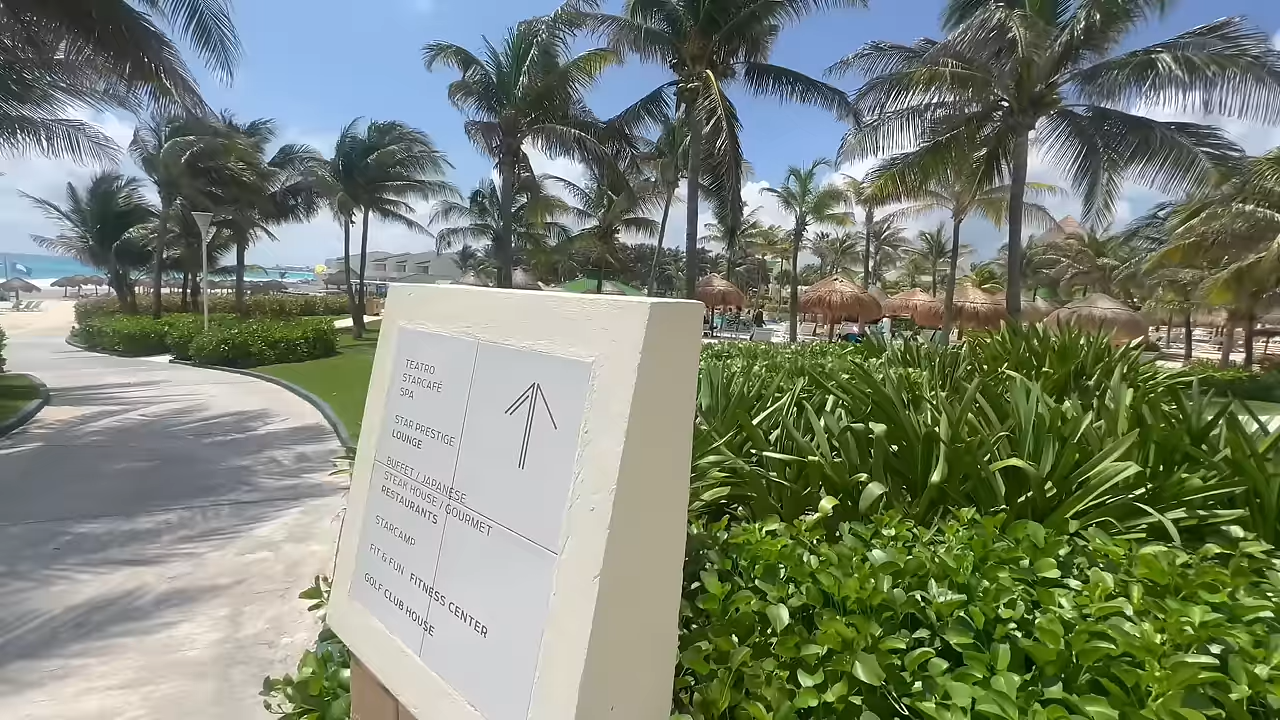 TEATRO
STARCAFÉ
SPA
STAR PRESTIGE
LOUNGE
BUFFET / JAPANESE
STEAK HOUSE / GOURMET
RESTAURANTS
STARCAMP
FIT & FUN FITNESS CENTER
GOLF CLUB HOUSE